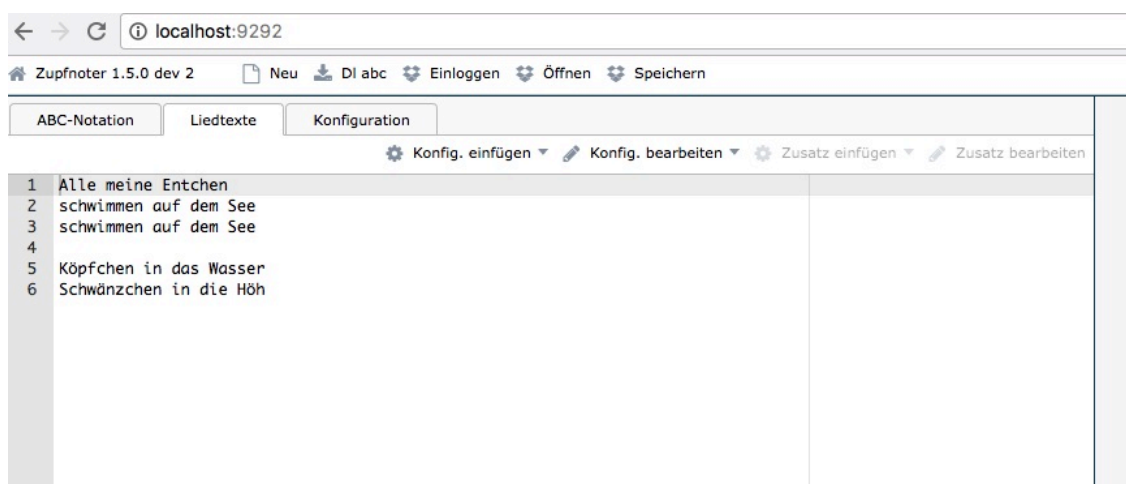 localhost:9292
Zupfnoter 1.5.0 dev 2 Neu Dl abc Einloggen Öffnen Speichern
ABC-Notation Liedtexte Konfiguration
Konfig. einfügen Konfig. bearbeiten Zusatz einfügen Zusatz bearbeiten
1 Alle meine Entchen
2 schwimmen auf dem See
3 schwimmen auf dem See
4
5 Köpfchen in das Wasser
6 Schwänzchen in die Höh